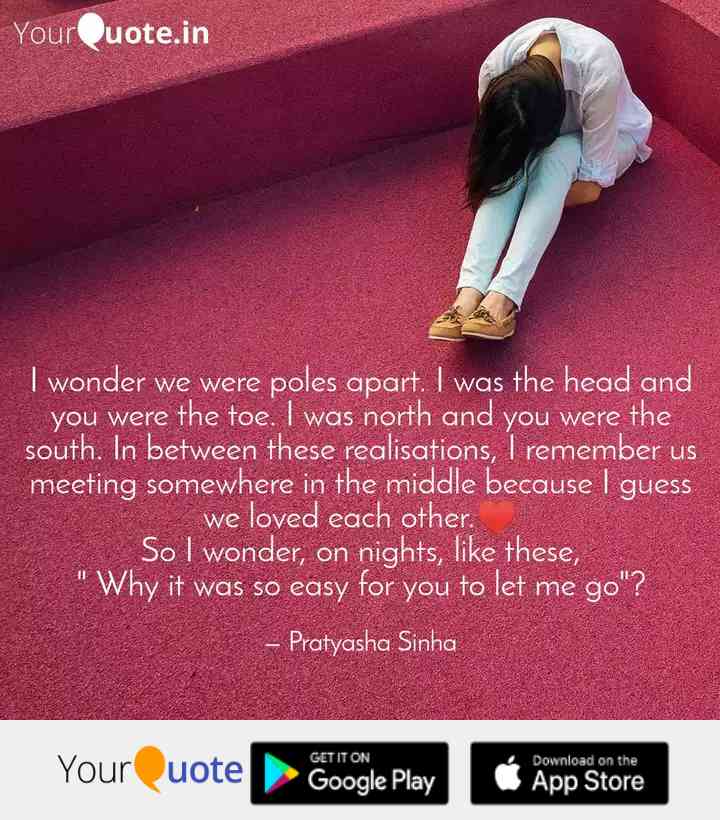 YourQuote.in
I wonder we were poles apart. I was the head and
you were the toe. I was north and you were the
south. In between these realisations, I remember us
meeting somewhere in the middle because I guess
we loved each other.❤️
So I wonder, on nights, like these,
" Why it was so easy for you to let me go"?
– Pratyasha Sinha
YourQuote
GET IT ON
Google Play
Download on the
App Store